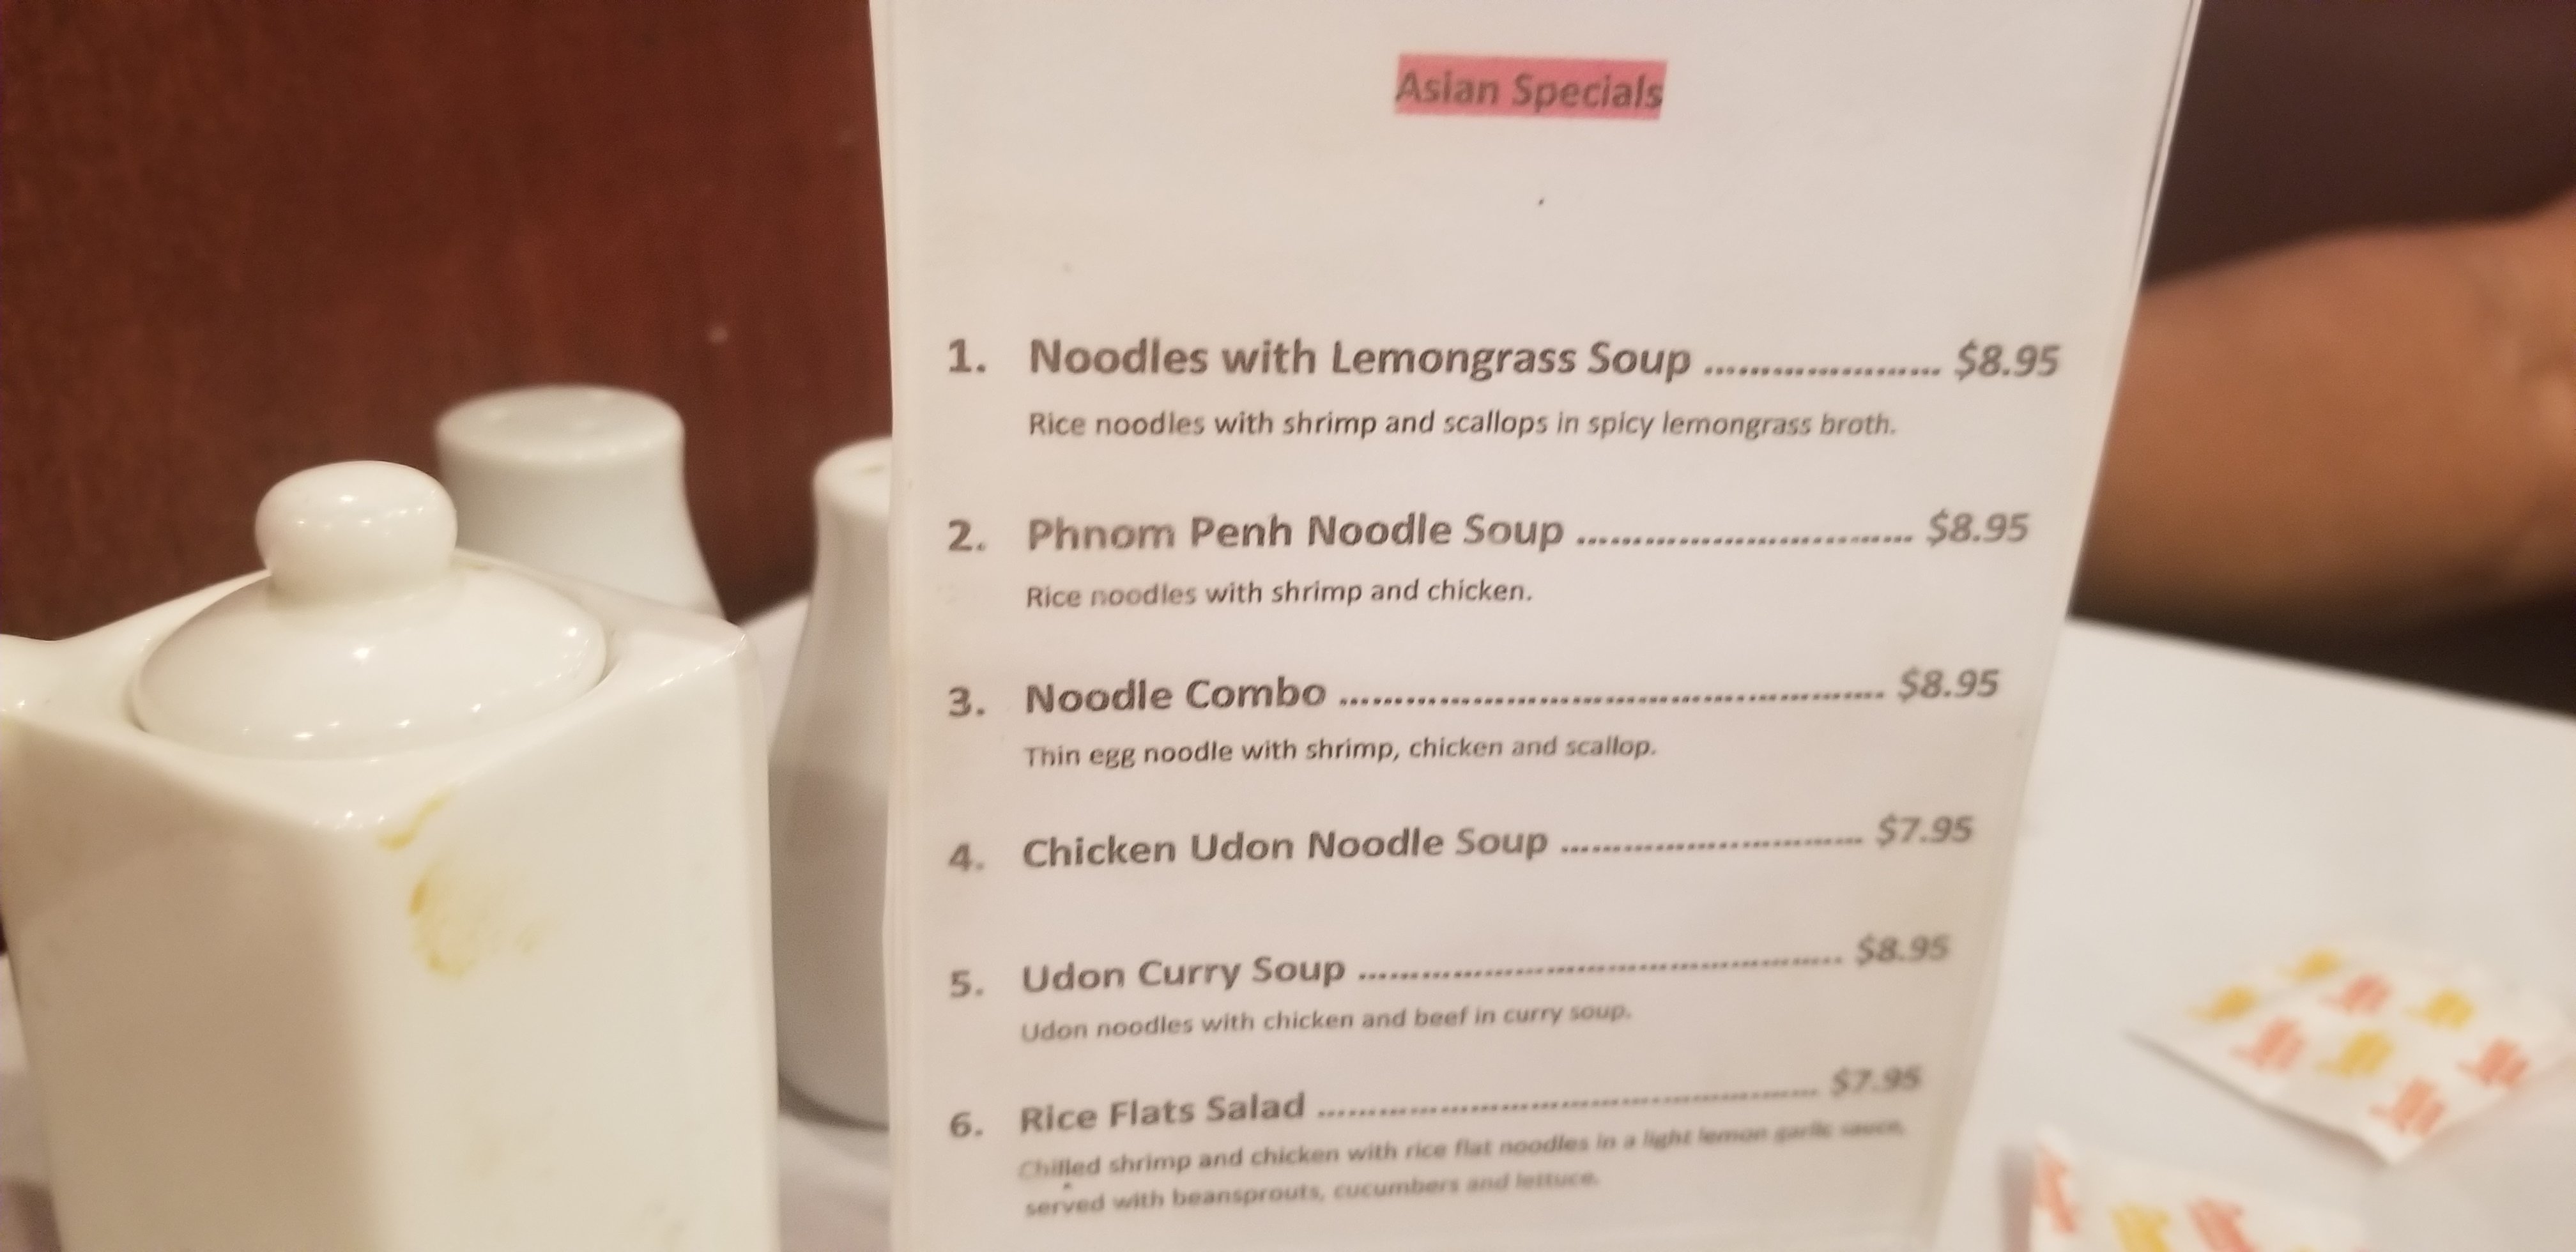 Asian Specials
1. Noodles with Lemongrass Soup ..................... $8.95
Rice noodles with shrimp and scallops in spicy lemongrass broth.
2. Phnom Penh Noodle Soup .............................. $8.95
Rice noodles with shrimp and chicken.
3. Noodle Combo .................................................. $8.95
Thin egg noodle with shrimp, chicken and scallop.
4. Chicken Udon Noodle Soup ............................ $7.95
5. Udon Curry Soup .............................................. $8.95
Udon noodles with chicken and beef in curry soup.
6. Rice Flats Salad ................................................ $7.95
Chilled shrimp and chicken with rice flat noodles in a light lemon garlic sauce,
served with beansprouts, cucumbers and lettuce.